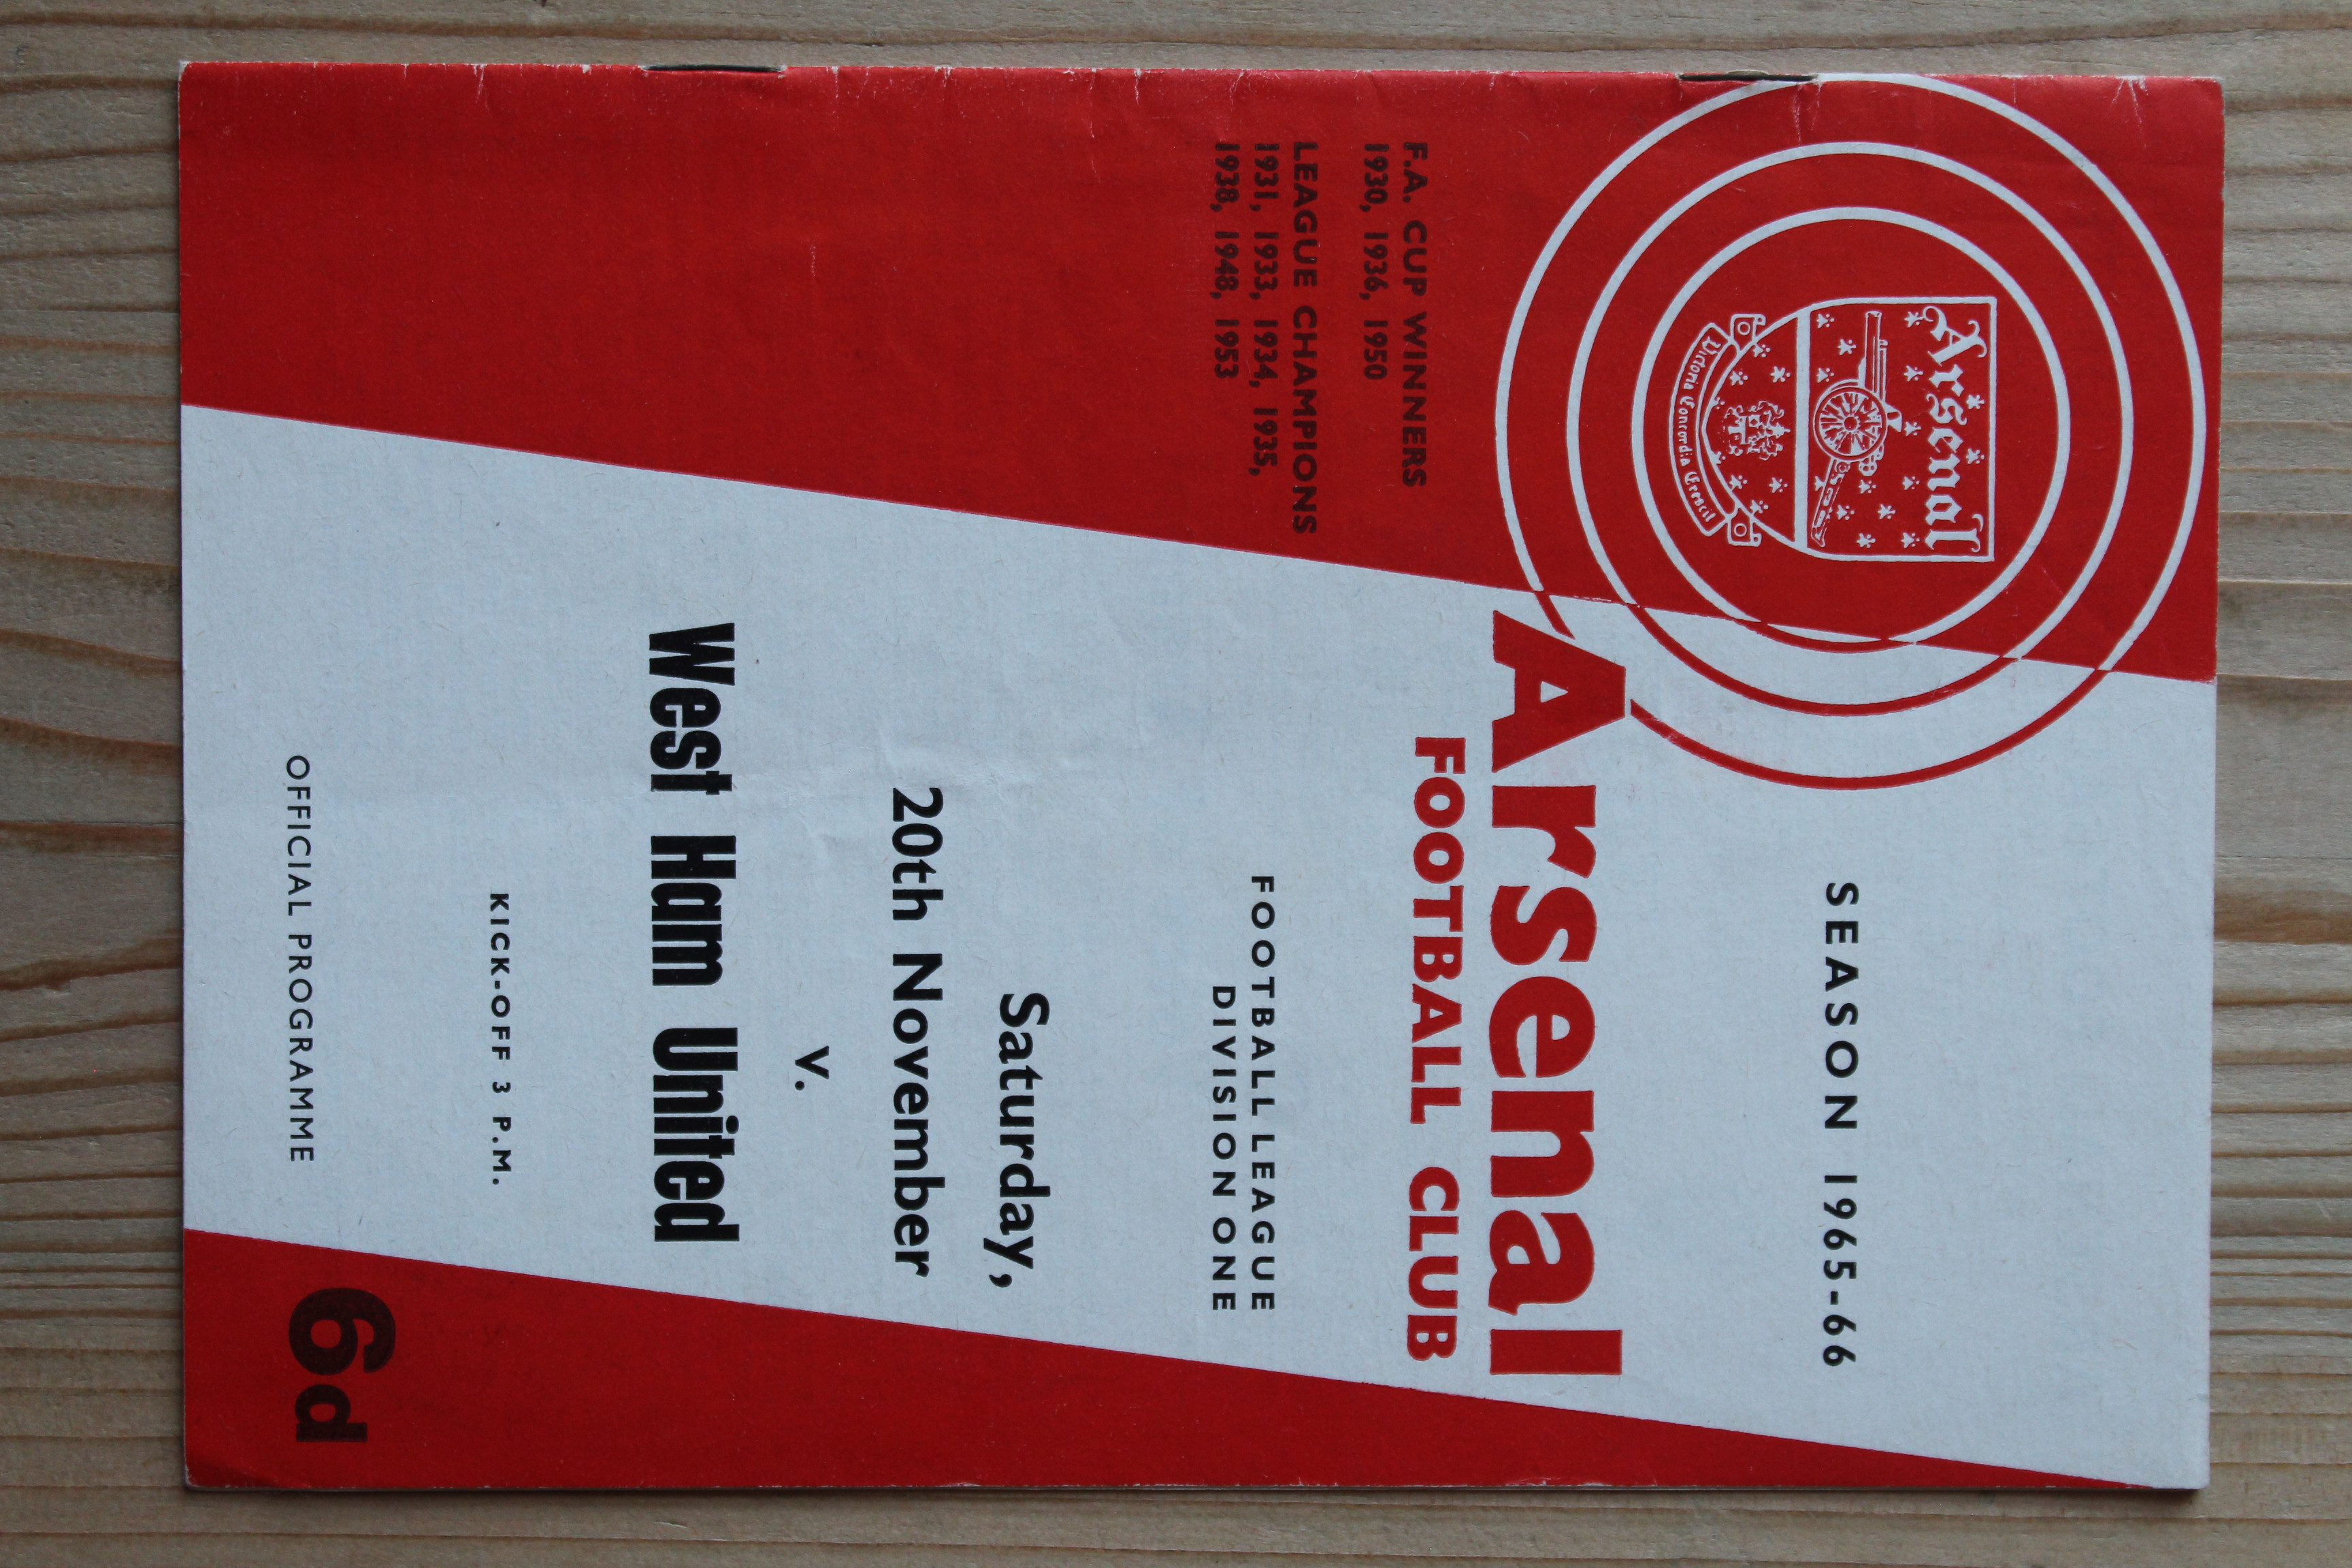 SEASON 1965-66
Arsenal
Victoria Concordia Crescit
Arsenal
FOOTBALL CLUB
F.A. CUP WINNERS
1930, 1936, 1950
LEAGUE CHAMPIONS
1931, 1933, 1934, 1935,
1938, 1948, 1953
FOOTBALL LEAGUE
DIVISION ONE
Saturday,
20th November
v.
West Ham United
KICK-OFF 3 P.M.
OFFICIAL PROGRAMME
6d